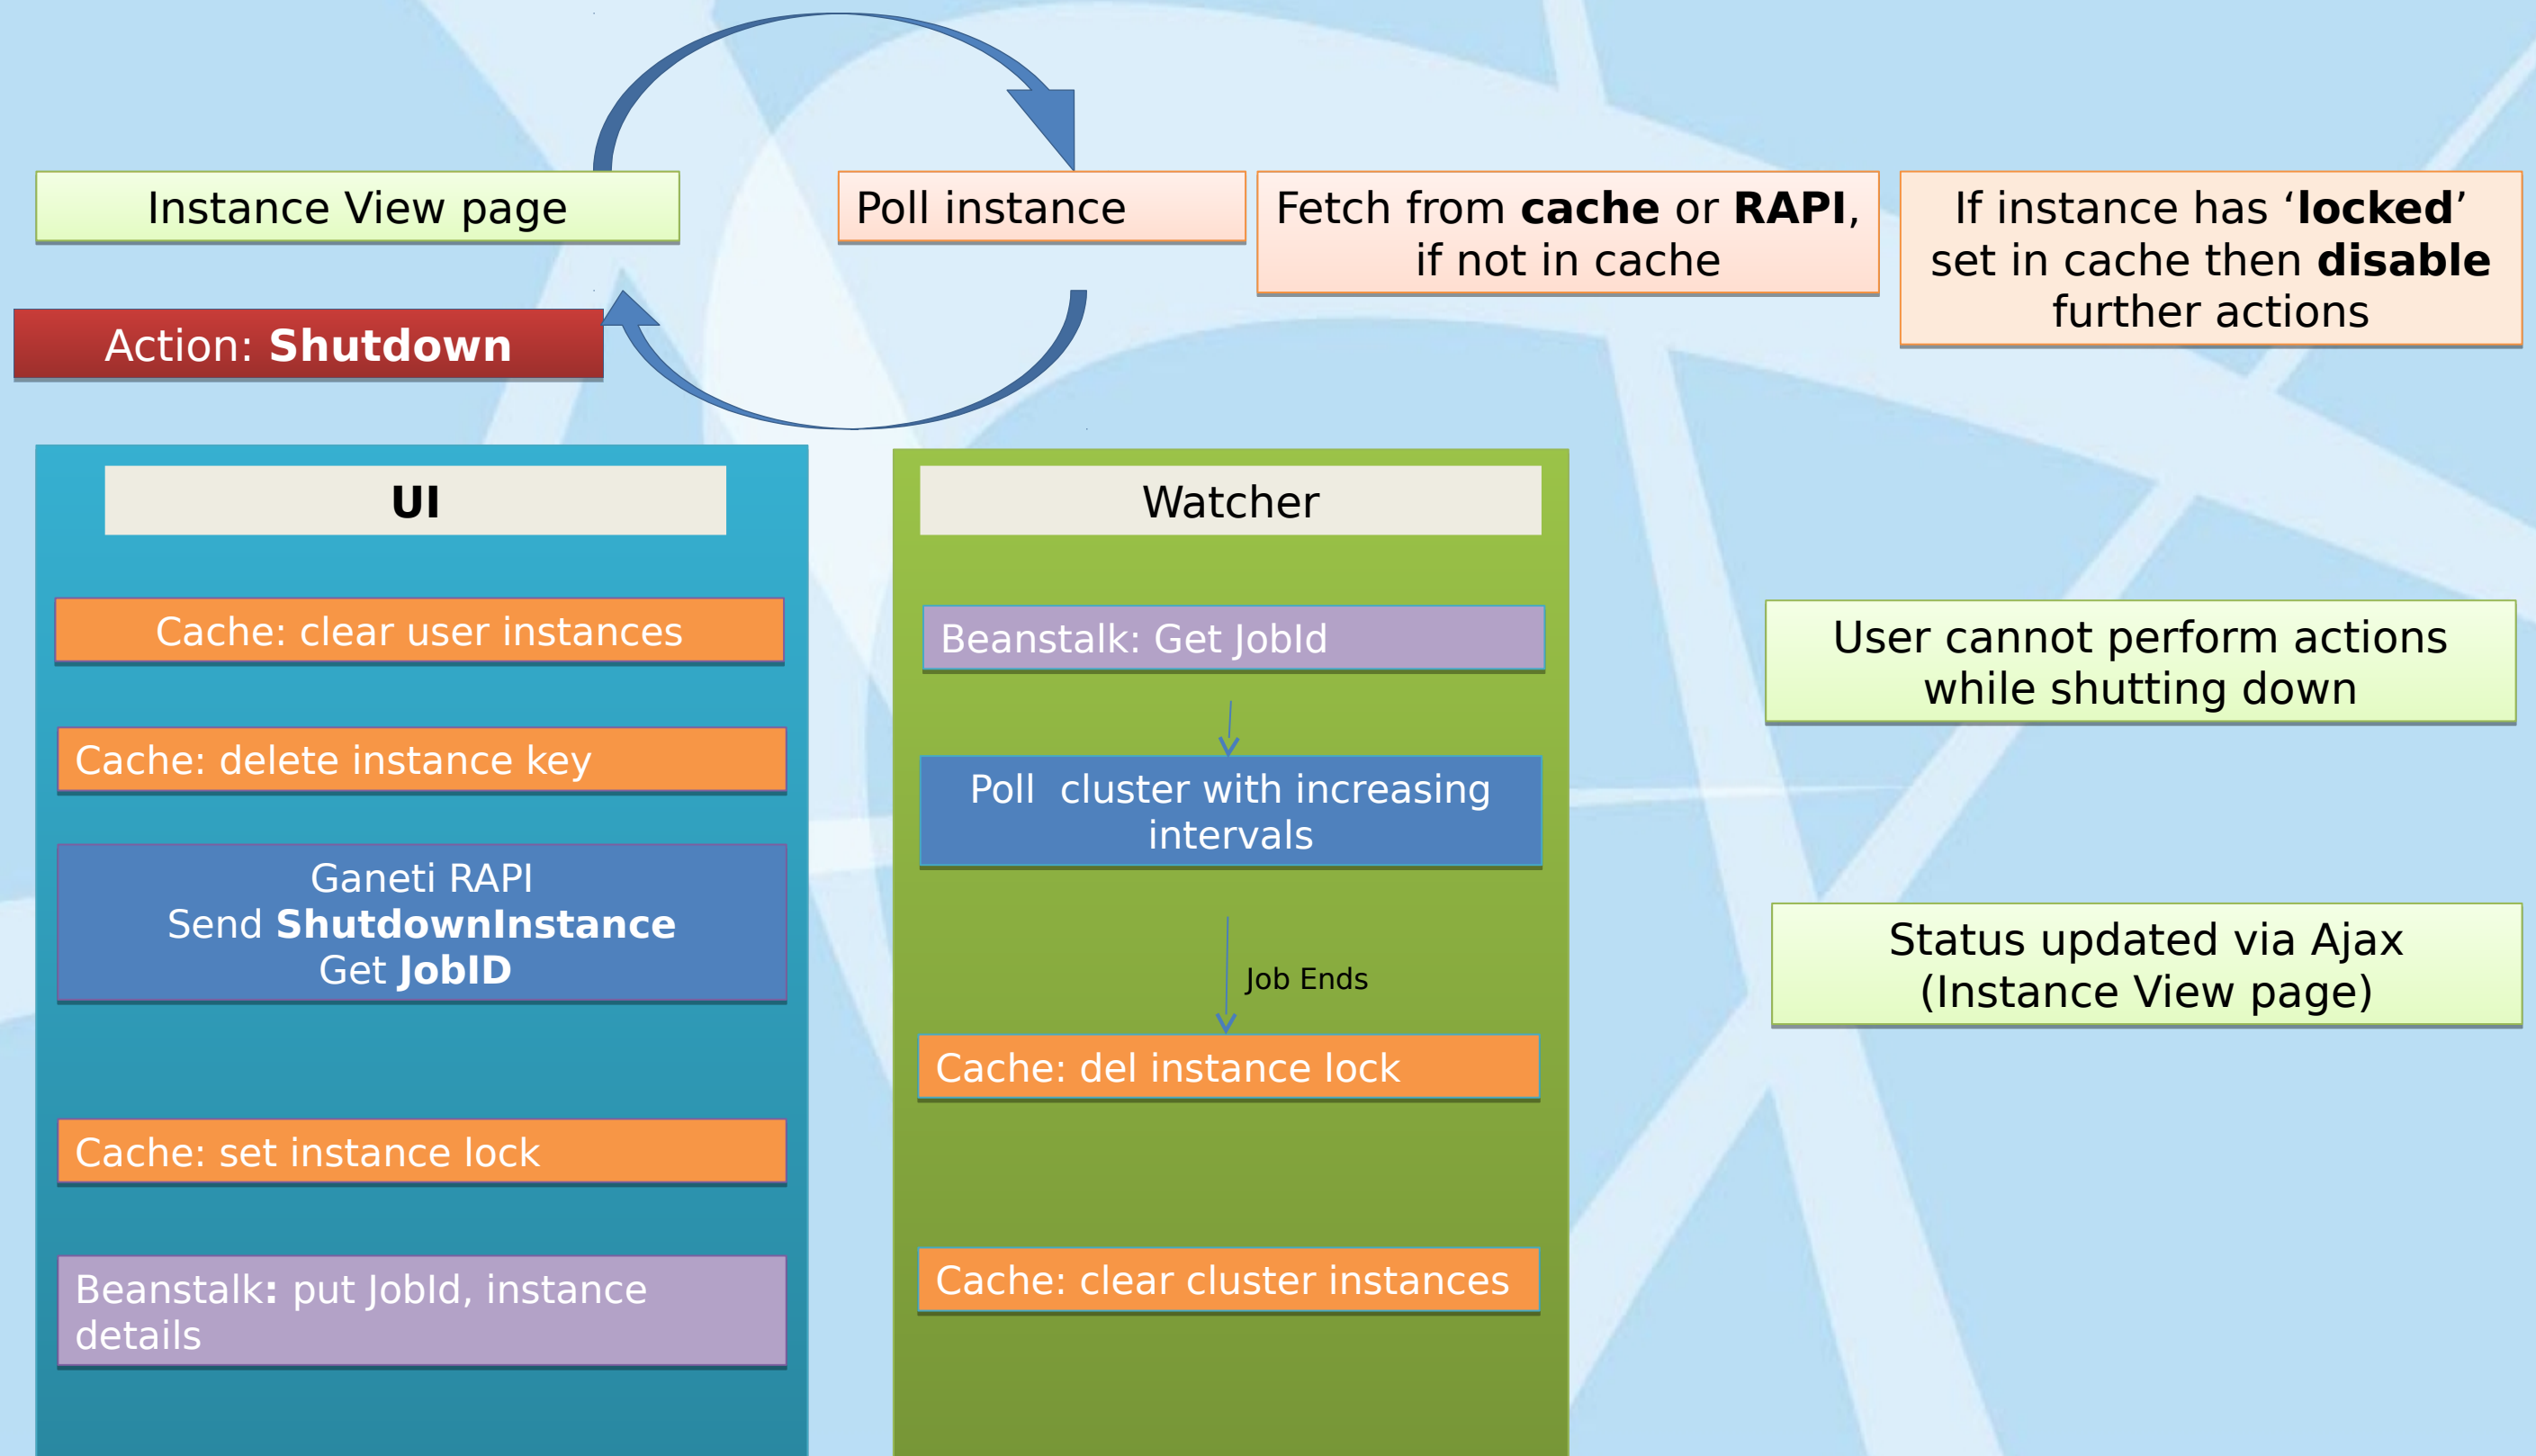 Instance View page
Poll instance
Fetch from cache or RAPI,
if not in cache
If instance has ‘locked’
set in cache then disable
further actions
Action: Shutdown
UI
Cache: clear user instances
Cache: delete instance key
Ganeti RAPI
Send ShutdownInstance
Get JobID
Cache: set instance lock
Beanstalk: put JobId, instance
details
Watcher
Beanstalk: Get JobId
Poll  cluster with increasing
intervals
Job Ends
Cache: del instance lock
Cache: clear cluster instances
User cannot perform actions
while shutting down
Status updated via Ajax
(Instance View page)